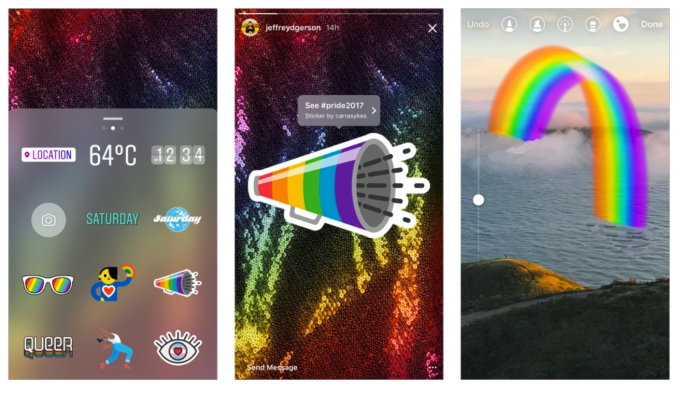 LOCATION
64°C
12 34
SATURDAY
Saturday
QUEER
jeffreydgerson 14h
See #pride2017
Sticker by carrasykes
Send Message
Undo
Done